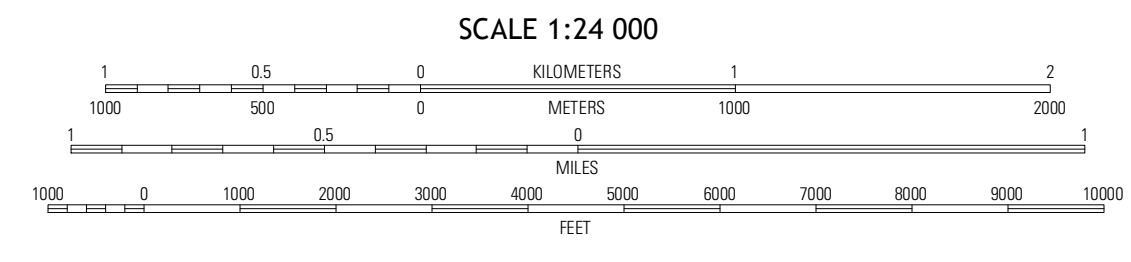 SCALE 1:24 000
1 0.5 0 KILOMETERS 1 2
1000 500 0 METERS 1000 2000
1 0.5 0 1
MILES
1000 0 1000 2000 3000 4000 5000 6000 7000 8000 9000 10000
FEET